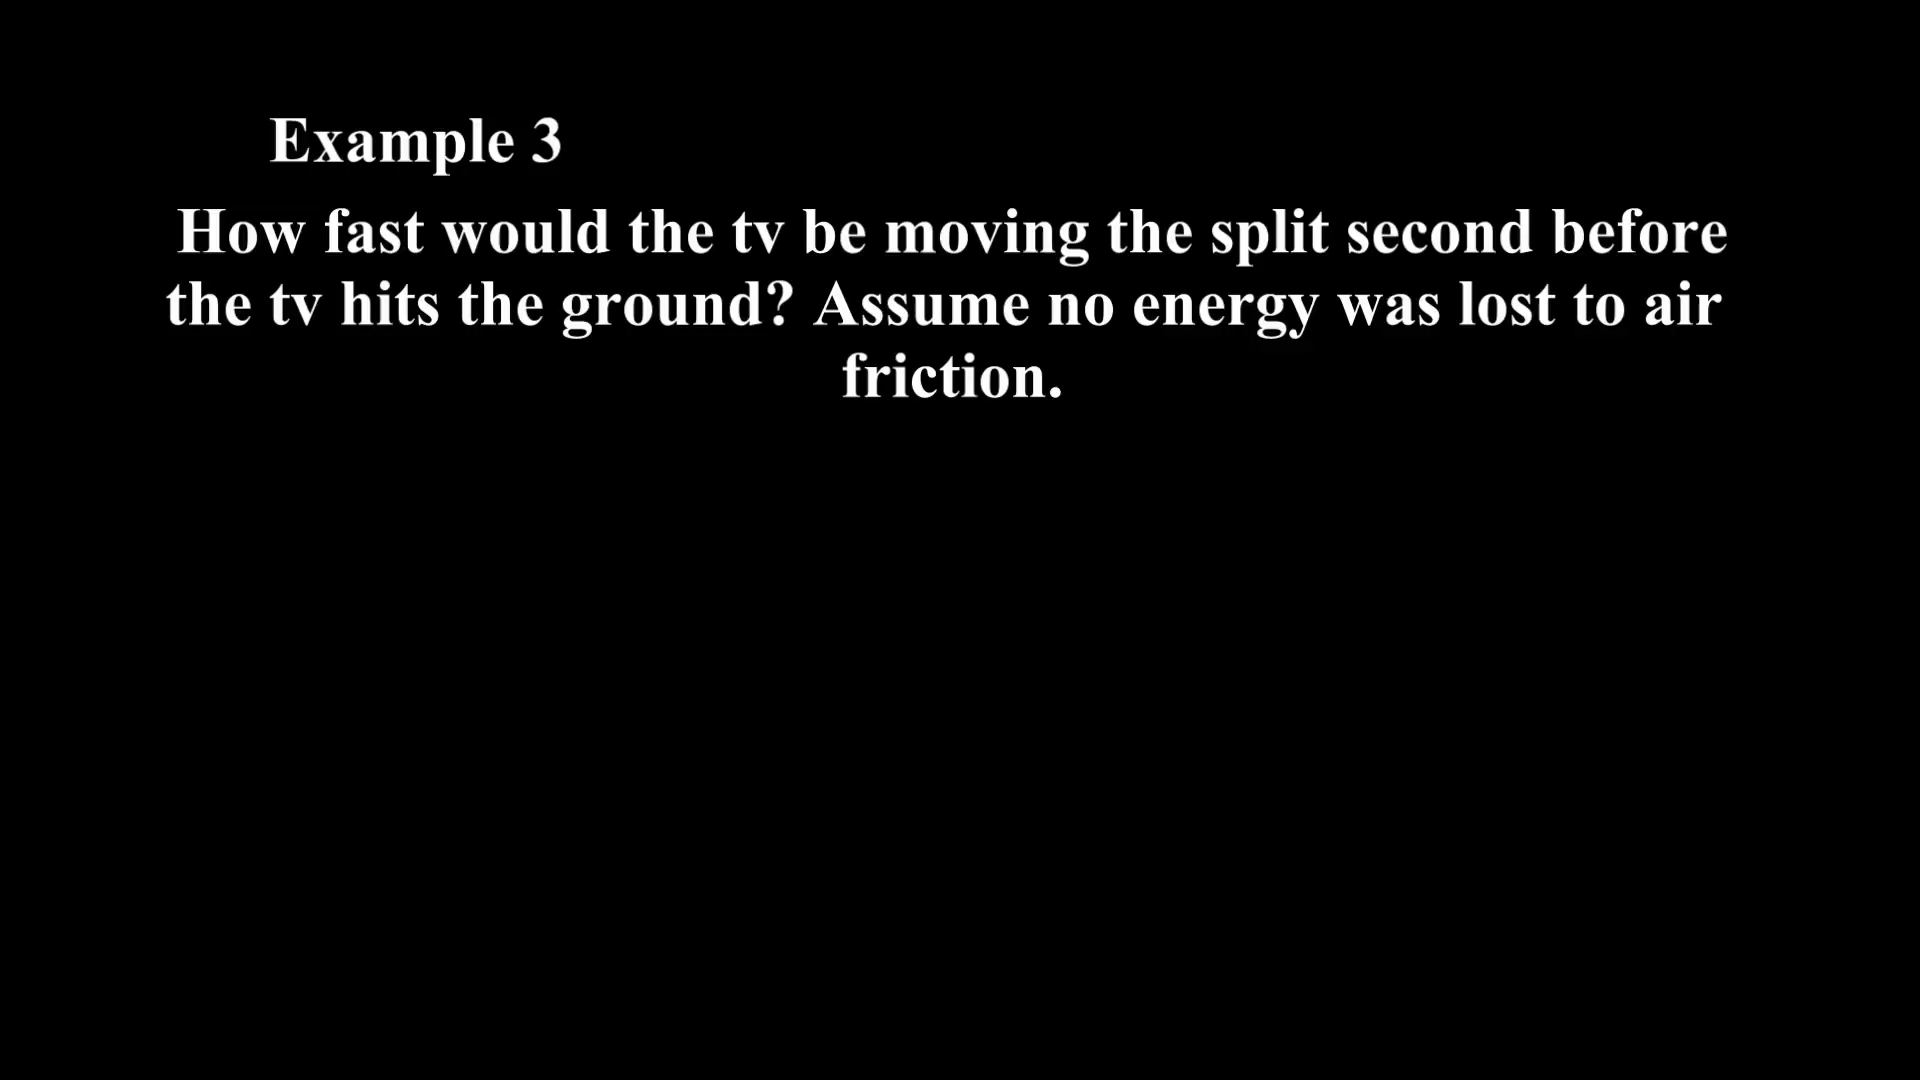 Example 3
How fast would the tv be moving the split second before
the tv hits the ground? Assume no energy was lost to air
friction.